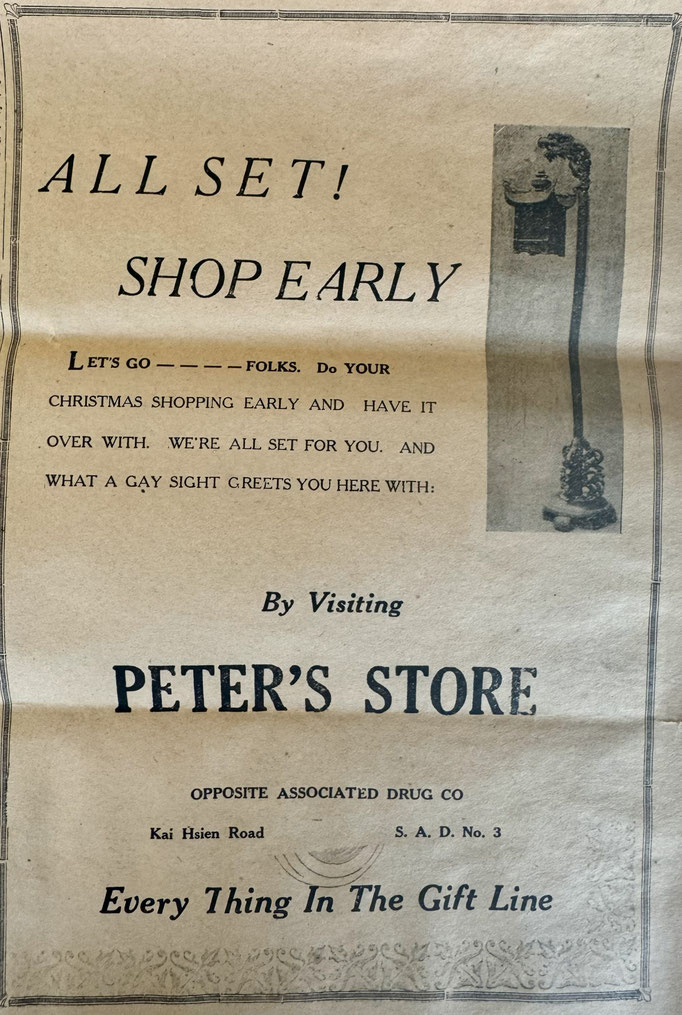 ALL SET!
SHOP EARLY
LET'S GO — — — — FOLKS. Do YOUR
CHRISTMAS SHOPPING EARLY AND HAVE IT
OVER WITH. WE'RE ALL SET FOR YOU. AND
WHAT A GAY SIGHT GREETS YOU HERE WITH:
By Visiting
PETER'S STORE
OPPOSITE ASSOCIATED DRUG CO
Kai Hsien Road S. A. D. No. 3
Every Thing In The Gift Line